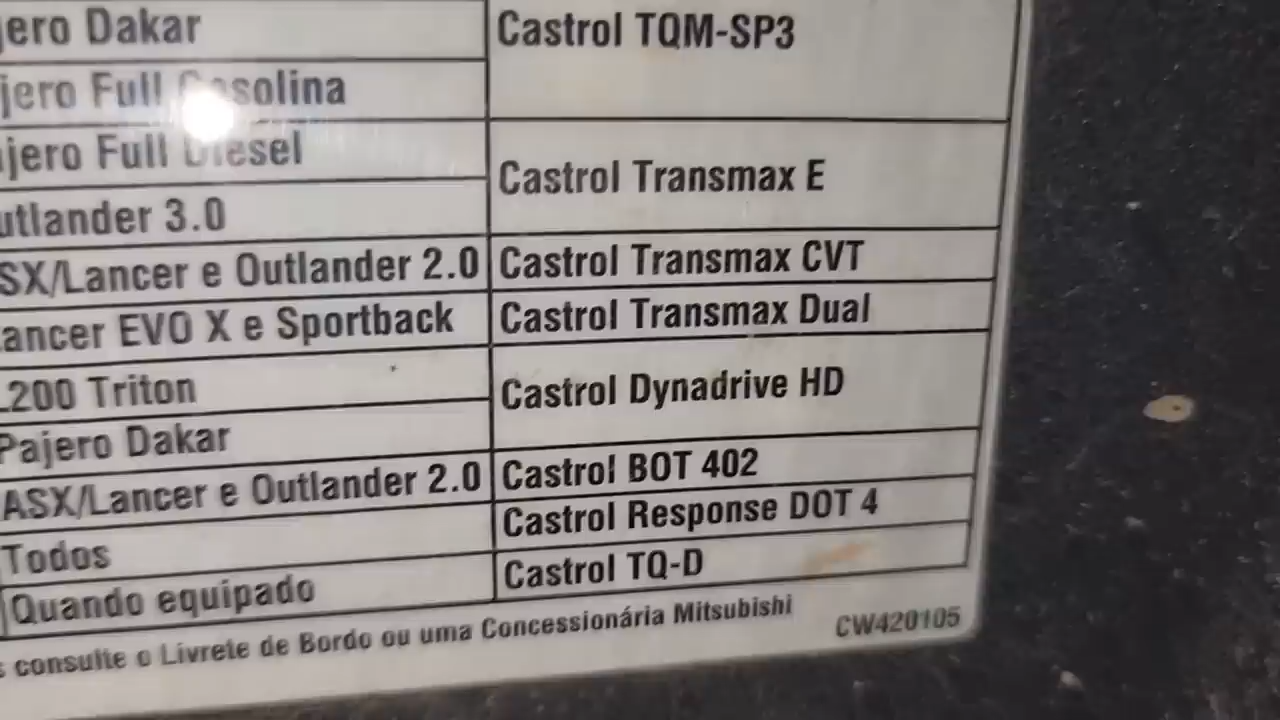 jero Dakar
Castrol TQM-SP3
jero Full Gasolina
jero Full Diesel
Castrol Transmax E
utlander 3.0
SX/Lancer e Outlander 2.0
Castrol Transmax CVT
ancer EVO X e Sportback
Castrol Transmax Dual
L200 Triton
Castrol Dynadrive HD
Pajero Dakar
ASX/Lancer e Outlander 2.0
Castrol BOT 402
Todos
Castrol Response DOT 4
Quando equipado
Castrol TQ-D
s consulte o Livrete de Bordo ou uma Concessionária Mitsubishi
CW420105